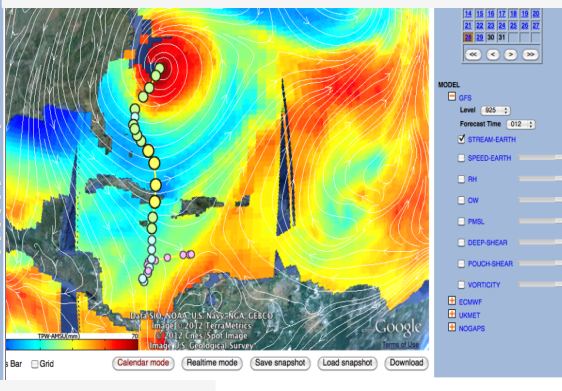 14 15 16 17 18 19 20
21 22 23 24 25 26 27
28 29 30 31
<< < > >>
MODEL
GFS
Level 925
Forecast Time 012
STREAM-EARTH
SPEED-EARTH
RH
OW
PMSL
DEEP-SHEAR
POUCH-SHEAR
VORTICITY
ECMWF
UKMET
NOGAPS
Data SIO, NOAA, U.S. Navy, NGA, GEBCO
Image © 2012 TerraMetrics
© 2012 Cnes/Spot Image
Image U.S. Geological Survey
Google
Terms of Use
TPW-AMSU(mm) 70
s Bar Grid Calendar mode Realtime mode Save snapshot Load snapshot Download